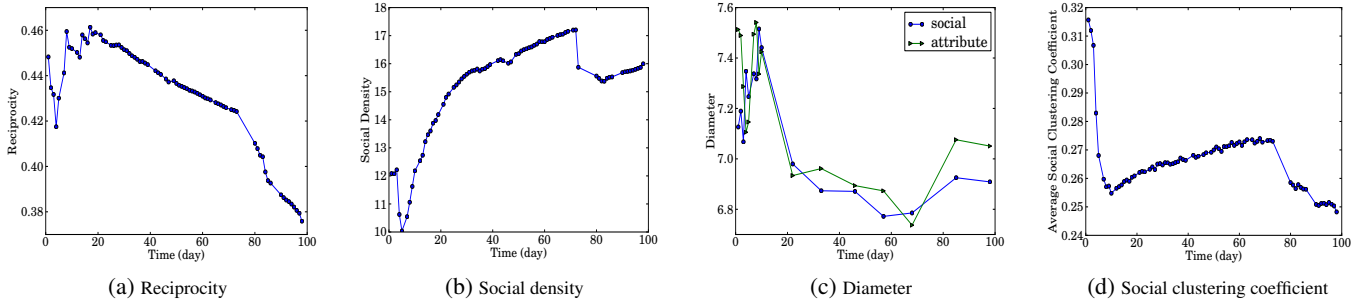 0.46
0.44
0.42
0.40
0.38
Reciprocity
0 20 40 60 80 100
Time (day)
(a) Reciprocity
18
17
16
15
14
13
12
11
10
Social Density
0 20 40 60 80 100
Time (day)
(b) Social density
7.6
7.4
7.2
7.0
6.8
Diameter
social
attribute
0 20 40 60 80 100
Time (day)
(c) Diameter
0.32
0.31
0.30
0.29
0.28
0.27
0.26
0.25
0.24
Average Social Clustering Coefficient
0 20 40 60 80 100
Time (day)
(d) Social clustering coefficient